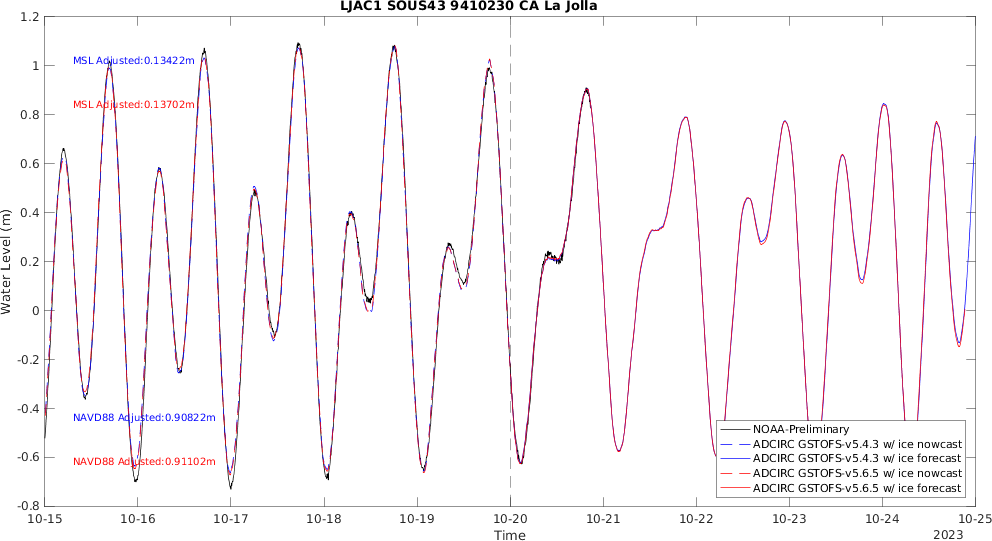 LJAC1 SOUS43 9410230 CA La Jolla
1.2
1
0.8
0.6
0.4
0.2
0
-0.2
-0.4
-0.6
-0.8
Water Level (m)
MSL Adjusted:0.13422m
MSL Adjusted:0.13702m
NAVD88 Adjusted:0.90822m
NAVD88 Adjusted:0.91102m
NOAA-Preliminary
ADCIRC GSTOFS-v5.4.3 w/ ice nowcast
ADCIRC GSTOFS-v5.4.3 w/ ice forecast
ADCIRC GSTOFS-v5.6.5 w/ ice nowcast
ADCIRC GSTOFS-v5.6.5 w/ ice forecast
10-15 10-16 10-17 10-18 10-19 10-20 10-21 10-22 10-23 10-24 10-25
Time
2023